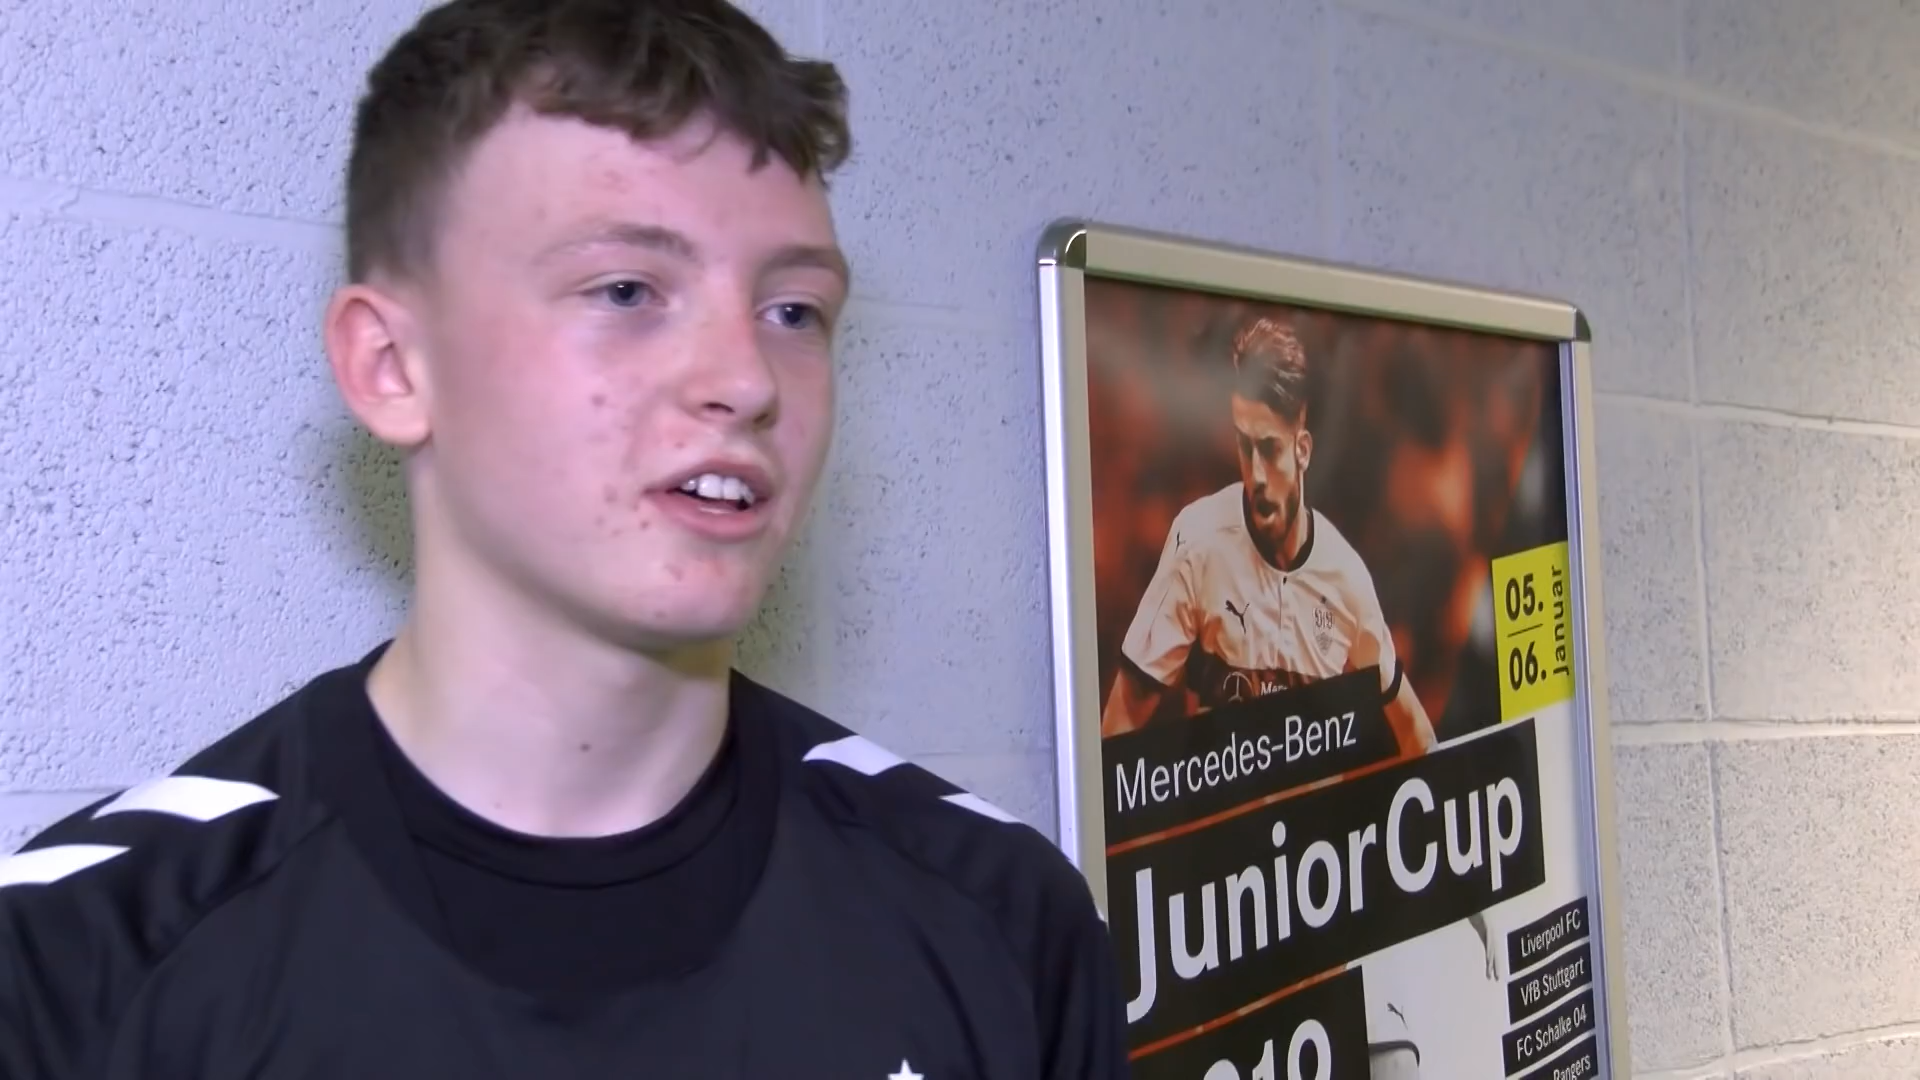 05.
06.
Januar
Mercedes-Benz
JuniorCup
Liverpool FC
VfB Stuttgart
FC Schalke 04
Rangers